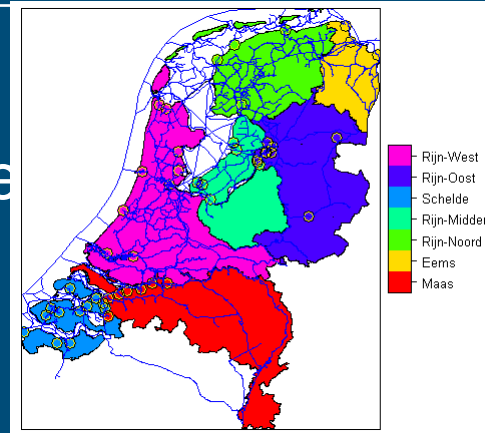 e
Rijn-West
Rijn-Oost
Schelde
Rijn-Midden
Rijn-Noord
Eems
Maas